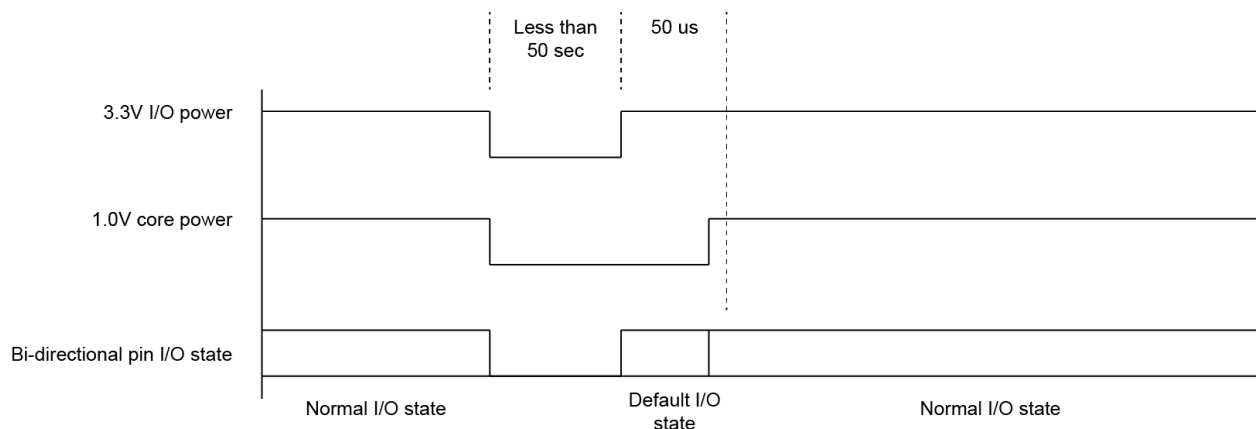 Less than
50 sec
50 us
3.3V I/O power
1.0V core power
Bi-directional pin I/O state
Normal I/O state
Default I/O
state
Normal I/O state